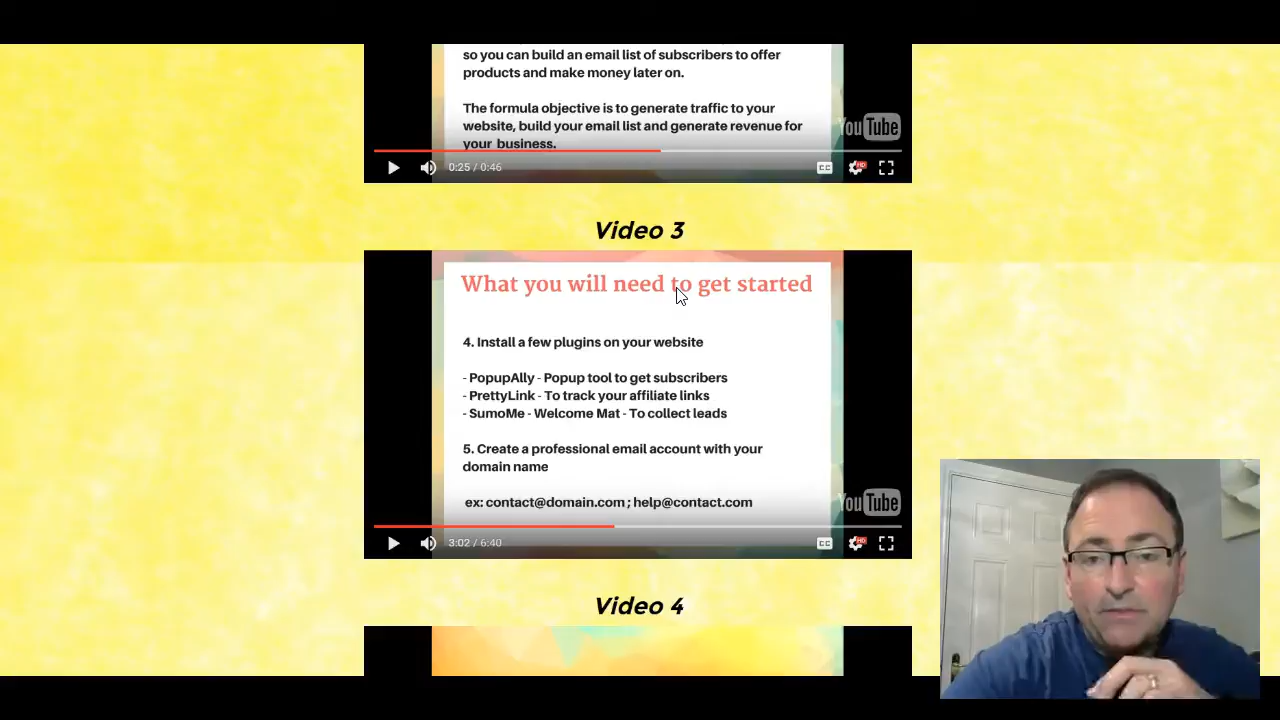 so you can build an email list of subscribers to offer
products and make money later on.
The formula objective is to generate traffic to your
website, build your email list and generate revenue for
your business.
YouTube
0:25 / 0:46
CC
HD
Video 3
What you will need to get started
4. Install a few plugins on your website
- PopupAlly - Popup tool to get subscribers
- PrettyLink - To track your affiliate links
- SumoMe - Welcome Mat - To collect leads
5. Create a professional email account with your
domain name
ex: contact@domain.com ; help@contact.com
YouTube
3:02 / 6:40
CC
HD
Video 4